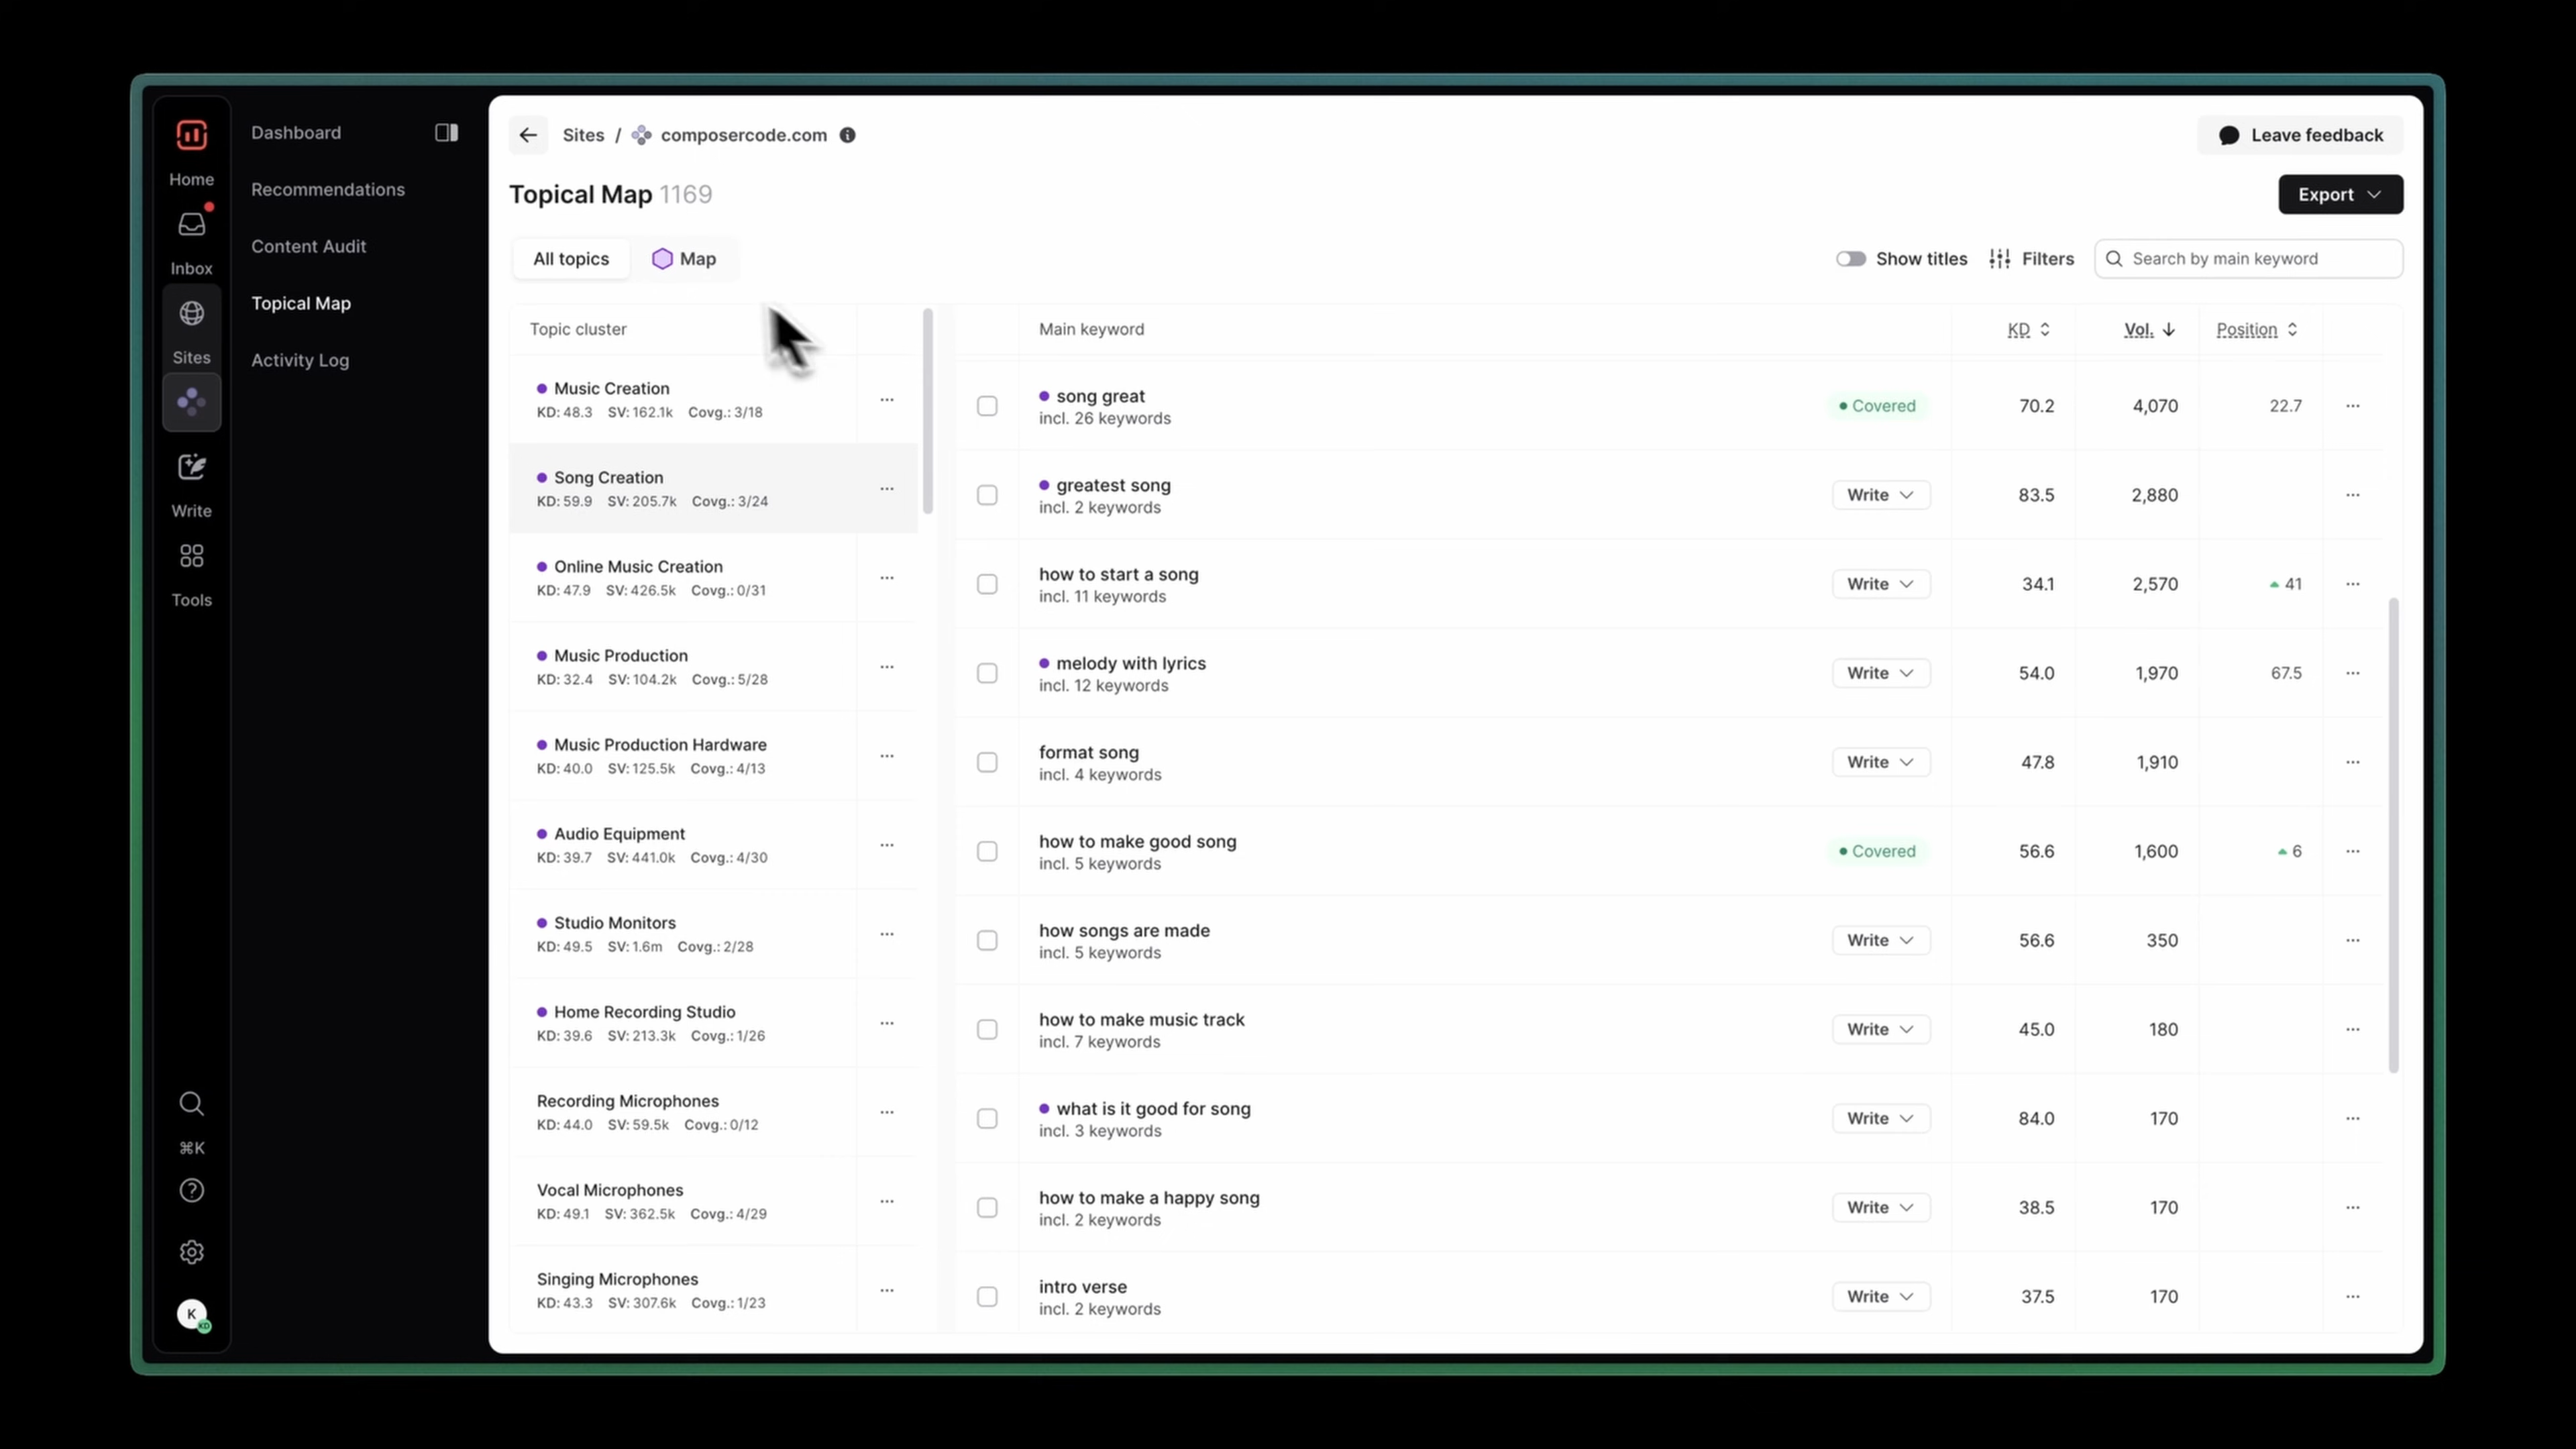 Home
Inbox
Sites
Write
Tools
⌘K
K
KD
Dashboard
Recommendations
Content Audit
Topical Map
Activity Log
Sites / composercode.com
Leave feedback
Topical Map 1169
Export
All topics
Map
Show titles
Filters
Search by main keyword
Topic cluster
Music Creation
KD: 48.3 SV: 162.1k Covg.: 3/18
Song Creation
KD: 59.9 SV: 205.7k Covg.: 3/24
Online Music Creation
KD: 47.9 SV: 426.5k Covg.: 0/31
Music Production
KD: 32.4 SV: 104.2k Covg.: 5/28
Music Production Hardware
KD: 40.0 SV: 125.5k Covg.: 4/13
Audio Equipment
KD: 39.7 SV: 441.0k Covg.: 4/30
Studio Monitors
KD: 49.5 SV: 1.6m Covg.: 2/28
Home Recording Studio
KD: 39.6 SV: 213.3k Covg.: 1/26
Recording Microphones
KD: 44.0 SV: 59.5k Covg.: 0/12
Vocal Microphones
KD: 49.1 SV: 362.5k Covg.: 4/29
Singing Microphones
KD: 43.3 SV: 307.6k Covg.: 1/23
Main keyword KD Vol. Position
song great Covered 70.2 4,070 22.7
incl. 26 keywords
greatest song Write 83.5 2,880
incl. 2 keywords
how to start a song Write 34.1 2,570 41
incl. 11 keywords
melody with lyrics Write 54.0 1,970 67.5
incl. 12 keywords
format song Write 47.8 1,910
incl. 4 keywords
how to make good song Covered 56.6 1,600 6
incl. 5 keywords
how songs are made Write 56.6 350
incl. 5 keywords
how to make music track Write 45.0 180
incl. 7 keywords
what is it good for song Write 84.0 170
incl. 3 keywords
how to make a happy song Write 38.5 170
incl. 2 keywords
intro verse Write 37.5 170
incl. 2 keywords